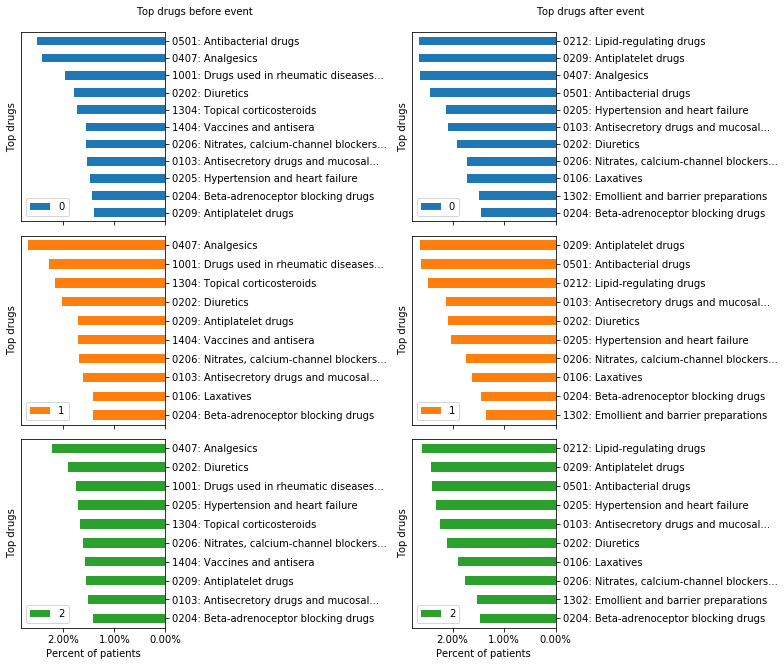 Top drugs before event
Top drugs
0501: Antibacterial drugs
0407: Analgesics
1001: Drugs used in rheumatic diseases...
0202: Diuretics
1304: Topical corticosteroids
1404: Vaccines and antisera
0206: Nitrates, calcium-channel blockers...
0103: Antisecretory drugs and mucosal...
0205: Hypertension and heart failure
0204: Beta-adrenoceptor blocking drugs
0209: Antiplatelet drugs
0
Top drugs
0407: Analgesics
1001: Drugs used in rheumatic diseases...
1304: Topical corticosteroids
0202: Diuretics
0209: Antiplatelet drugs
1404: Vaccines and antisera
0206: Nitrates, calcium-channel blockers...
0103: Antisecretory drugs and mucosal...
0106: Laxatives
0204: Beta-adrenoceptor blocking drugs
1
Top drugs
0407: Analgesics
0202: Diuretics
1001: Drugs used in rheumatic diseases...
0205: Hypertension and heart failure
1304: Topical corticosteroids
0206: Nitrates, calcium-channel blockers...
1404: Vaccines and antisera
0209: Antiplatelet drugs
0103: Antisecretory drugs and mucosal...
0204: Beta-adrenoceptor blocking drugs
2
2.00% 1.00% 0.00%
Percent of patients
Top drugs after event
Top drugs
0212: Lipid-regulating drugs
0209: Antiplatelet drugs
0407: Analgesics
0501: Antibacterial drugs
0205: Hypertension and heart failure
0103: Antisecretory drugs and mucosal...
0202: Diuretics
0206: Nitrates, calcium-channel blockers...
0106: Laxatives
1302: Emollient and barrier preparations
0204: Beta-adrenoceptor blocking drugs
0
Top drugs
0209: Antiplatelet drugs
0501: Antibacterial drugs
0212: Lipid-regulating drugs
0103: Antisecretory drugs and mucosal...
0202: Diuretics
0205: Hypertension and heart failure
0206: Nitrates, calcium-channel blockers...
0106: Laxatives
0204: Beta-adrenoceptor blocking drugs
1302: Emollient and barrier preparations
1
Top drugs
0212: Lipid-regulating drugs
0209: Antiplatelet drugs
0501: Antibacterial drugs
0205: Hypertension and heart failure
0103: Antisecretory drugs and mucosal...
0202: Diuretics
0106: Laxatives
0206: Nitrates, calcium-channel blockers...
1302: Emollient and barrier preparations
0204: Beta-adrenoceptor blocking drugs
2
2.00% 1.00% 0.00%
Percent of patients